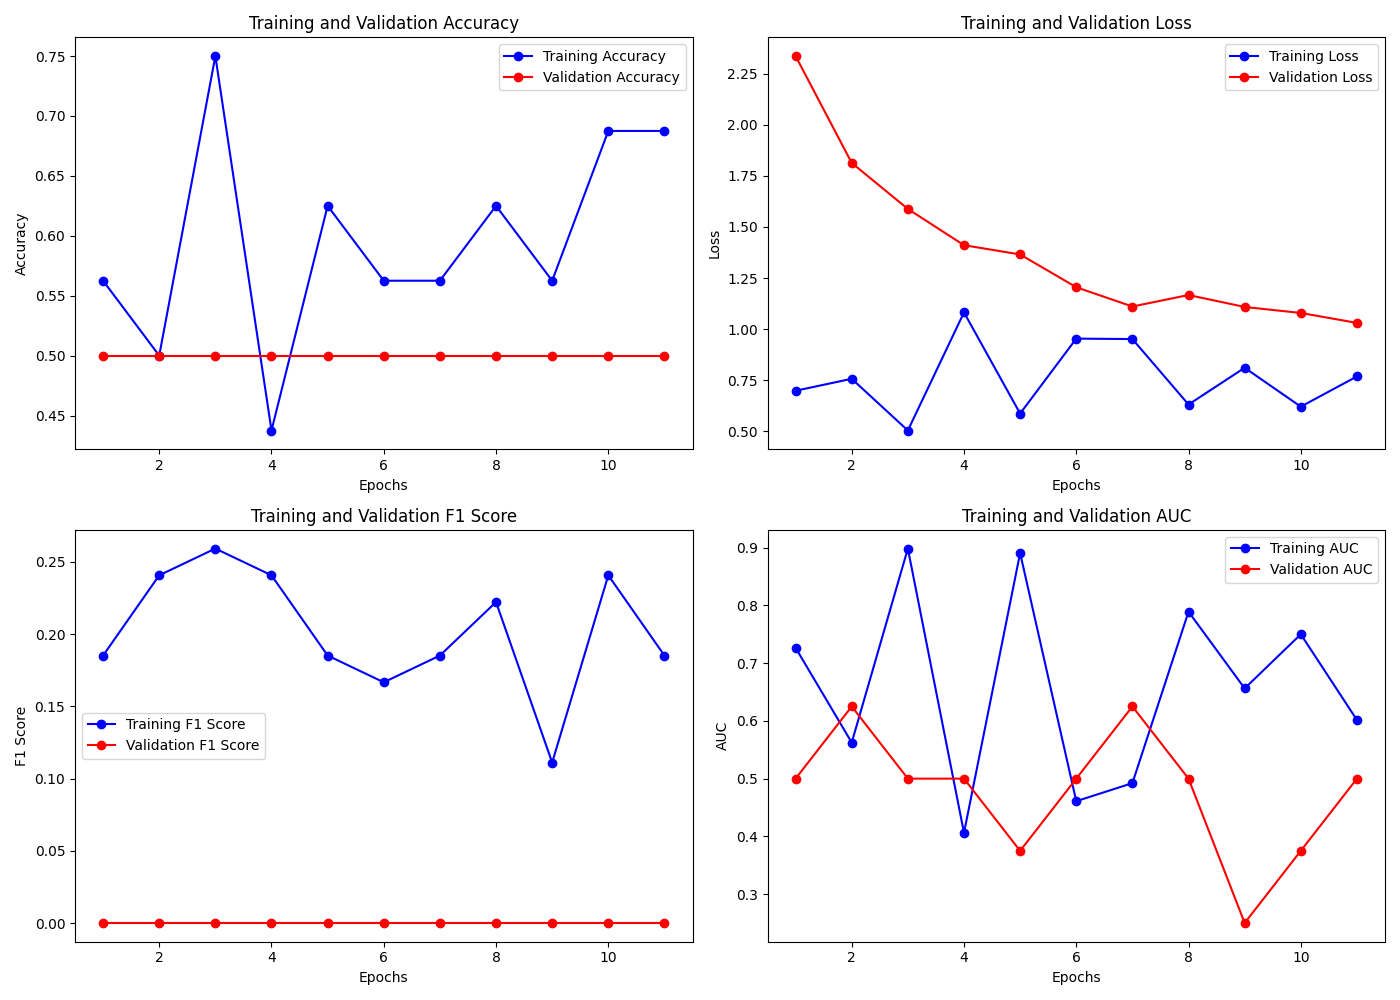 Training and Validation Accuracy
Training Accuracy
Validation Accuracy
0.75
0.70
0.65
0.60
0.55
0.50
0.45
Accuracy
2 4 6 8 10
Epochs
Training and Validation Loss
Training Loss
Validation Loss
2.25
2.00
1.75
1.50
1.25
1.00
0.75
0.50
Loss
2 4 6 8 10
Epochs
Training and Validation F1 Score
0.25
0.20
0.15
0.10
0.05
0.00
F1 Score
Training F1 Score
Validation F1 Score
2 4 6 8 10
Epochs
Training and Validation AUC
Training AUC
Validation AUC
0.9
0.8
0.7
0.6
0.5
0.4
0.3
AUC
2 4 6 8 10
Epochs